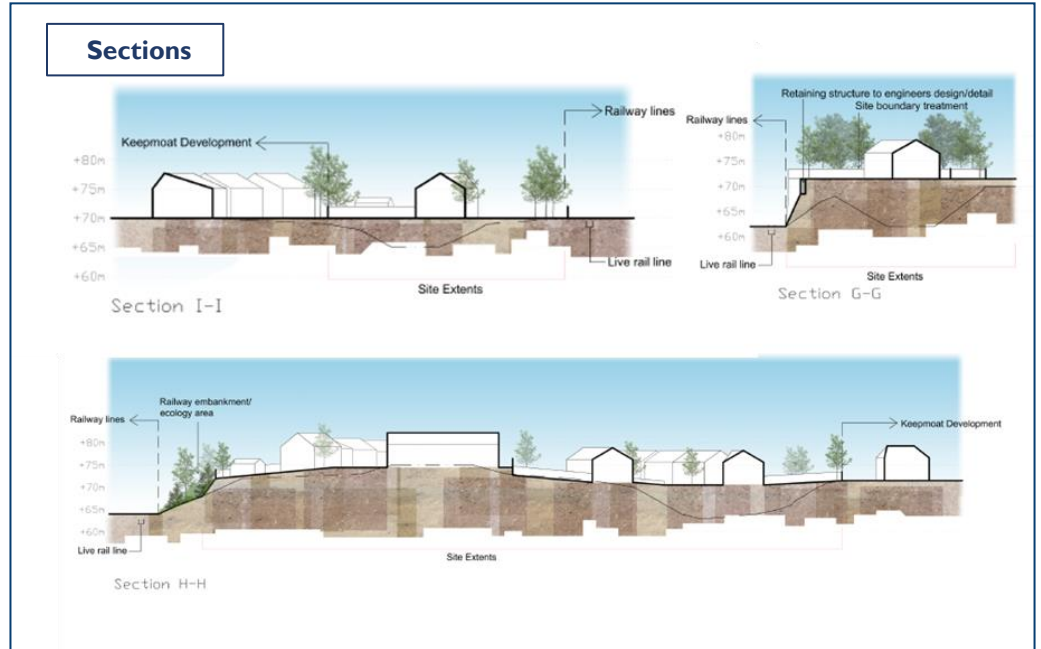 Sections
Railway lines
Keepmoat Development
+80m
+75m
+70m
+65m
+60m
Live rail line
Site Extents
Section I-I
Retaining structure to engineers design/detail
Site boundary treatment
Railway lines
+80m
+75m
+70m
+65m
+60m
Live rail line
Site Extents
Section G-G
Railway embankment/
ecology area
Railway lines
Keepmoat Development
+80m
+75m
+70m
+65m
+60m
Live rail line
Site Extents
Section H-H